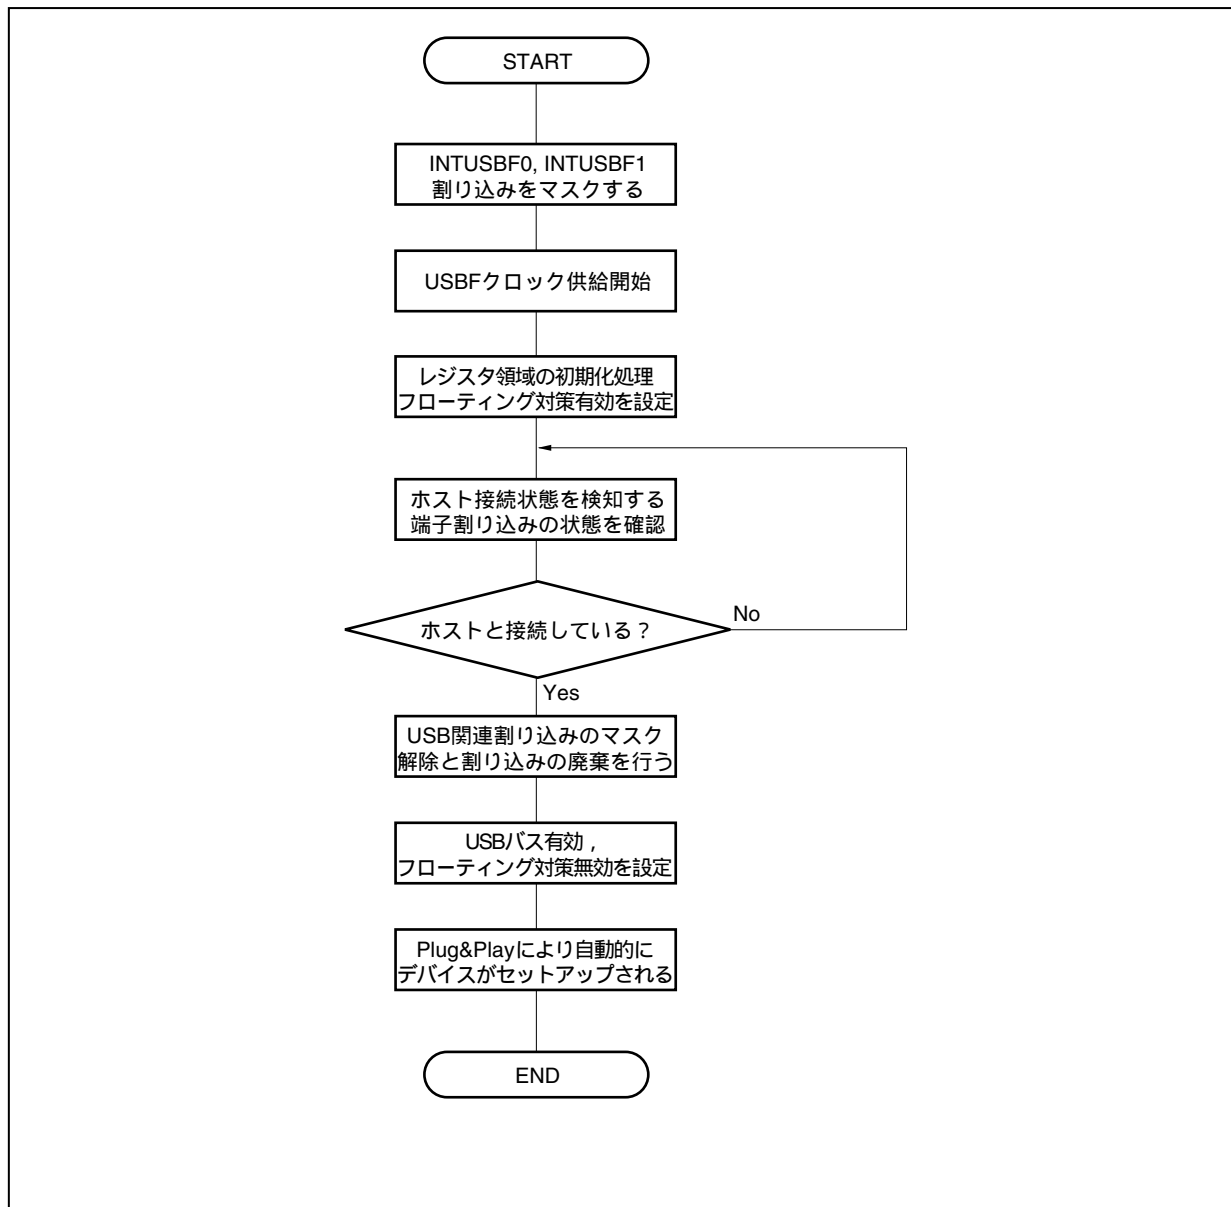 START
INTUSBF0, INTUSBF1
割り込みをマスクする
USBFクロック供給開始
レジスタ領域の初期化処理
フローティング対策有効を設定
ホスト接続状態を検知する
端子割り込みの状態を確認
ホストと接続している？
No
Yes
USB関連割り込みのマスク
解除と割り込みの廃棄を行う
USBバス有効，
フローティング対策無効を設定
Plug&Playにより自動的に
デバイスがセットアップされる
END